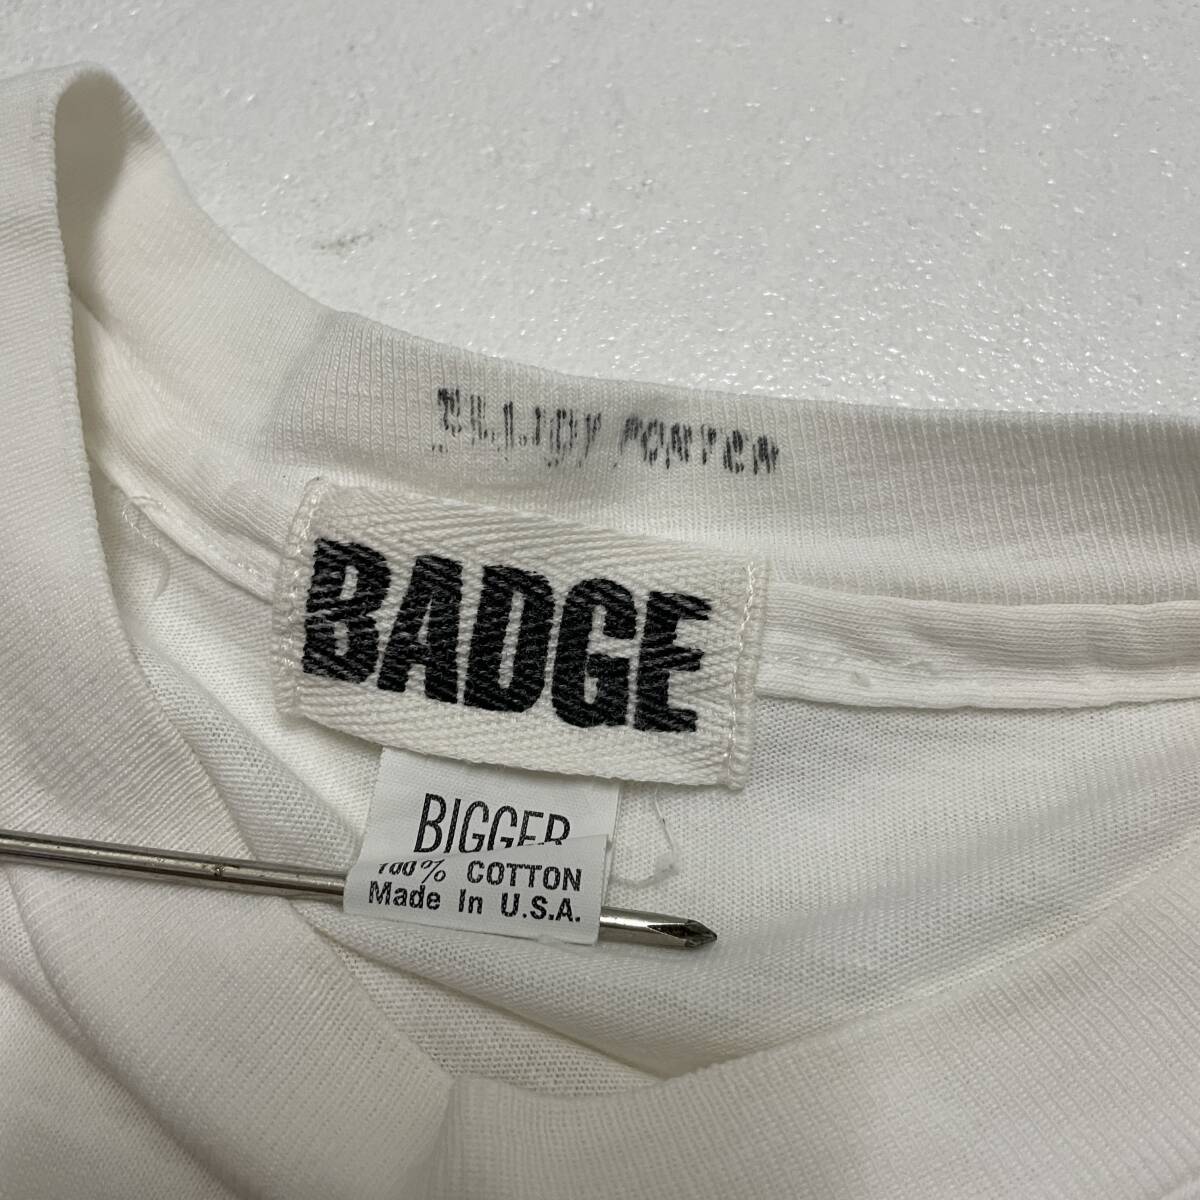 BADGE
BIGGER
100% COTTON
Made In U.S.A.